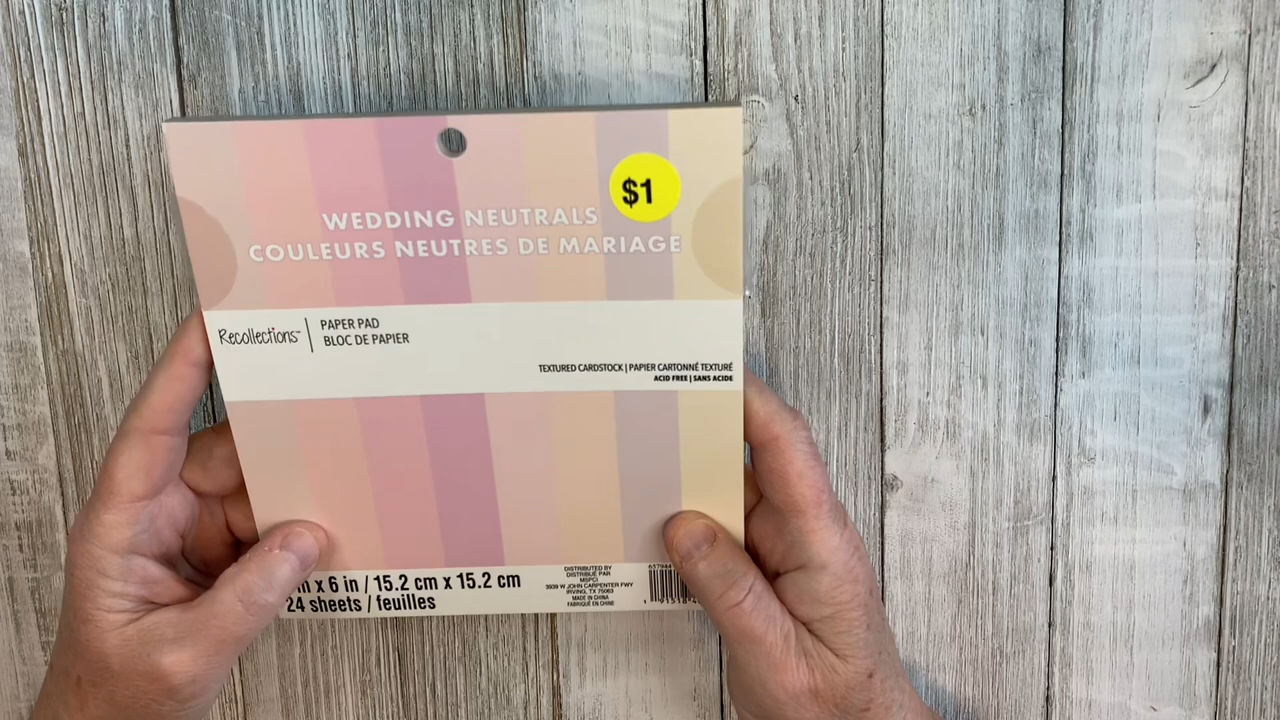 $1
WEDDING NEUTRALS
COULEURS NEUTRES DE MARIAGE
Recollections™
PAPER PAD
BLOC DE PAPIER
TEXTURED CARDSTOCK | PAPIER CARTONNÉ TEXTURÉ
ACID FREE | SANS ACIDE
in x 6 in / 15.2 cm x 15.2 cm
24 sheets / feuilles
DISTRIBUTED BY
DISTRIBUÉ PAR
MSPCI
3939 W JOHN CARPENTER FWY
IRVING, TX 75063
MADE IN CHINA
FABRIQUÉ EN CHINE